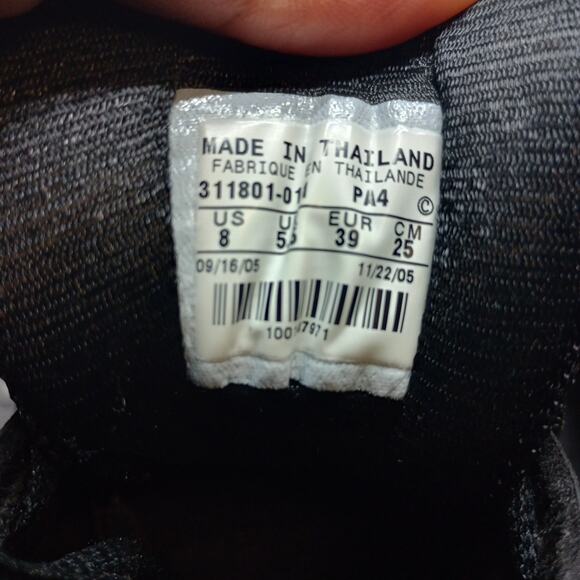 MADE IN THAILAND
FABRIQUE EN THAILANDE
PA4 ©
US EUR CM
8 39 25
09/16/05 11/22/05